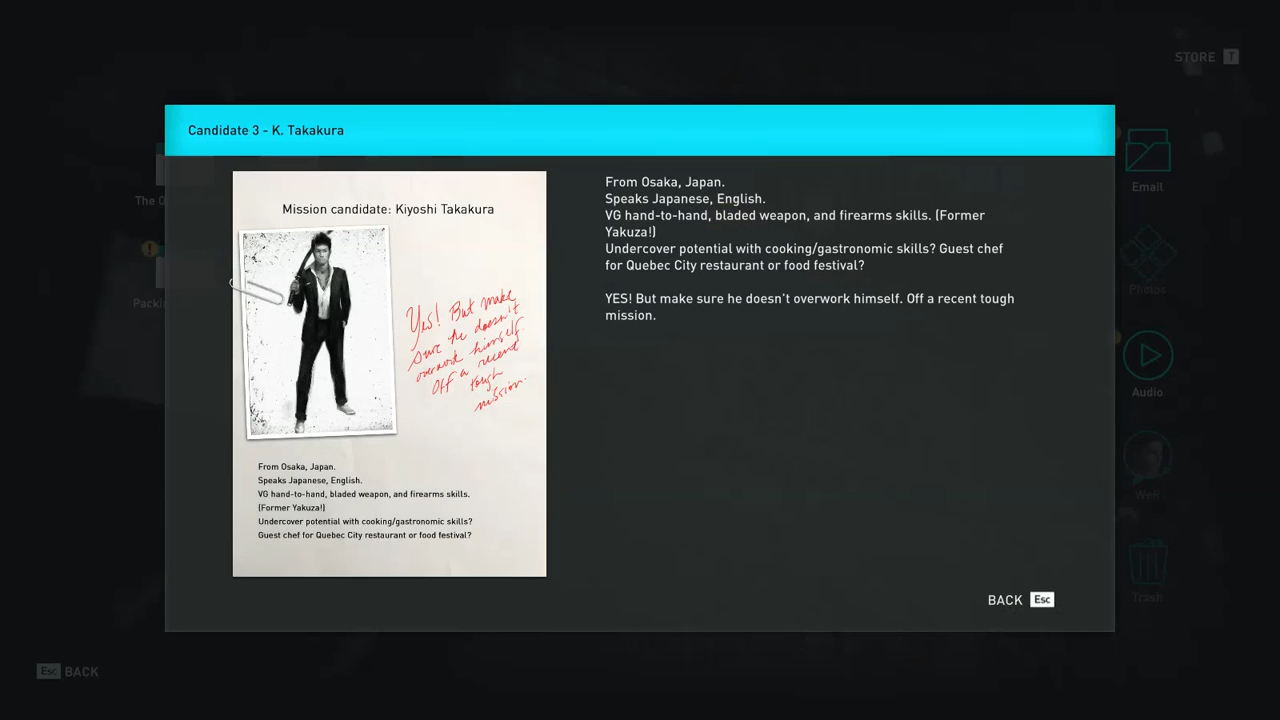 STORE T
Candidate 3 - K. Takakura
Mission candidate: Kiyoshi Takakura
Yes! But make
sure he doesn't
overwork himself
Off a recent
tough
mission.
From Osaka, Japan.
Speaks Japanese, English.
VG hand-to-hand, bladed weapon, and firearms skills.
(Former Yakuza!)
Undercover potential with cooking/gastronomic skills?
Guest chef for Quebec City restaurant or food festival?
From Osaka, Japan.
Speaks Japanese, English.
VG hand-to-hand, bladed weapon, and firearms skills. (Former
Yakuza!)
Undercover potential with cooking/gastronomic skills? Guest chef
for Quebec City restaurant or food festival?
YES! But make sure he doesn't overwork himself. Off a recent tough
mission.
BACK Esc
The
Packi
Email
Photos
Audio
WeR
Trash
Esc BACK